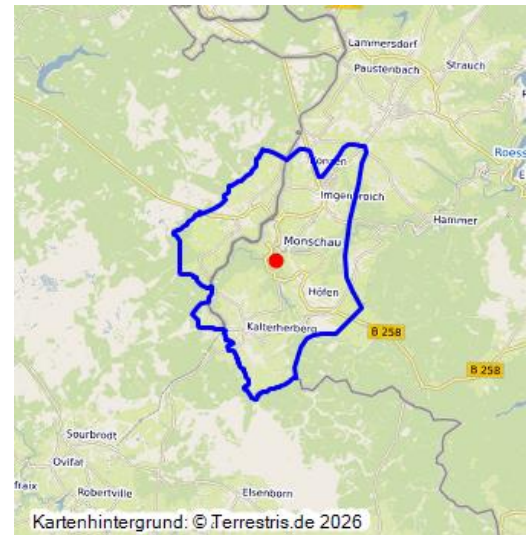 Lammersdorf
Strauch
Paustenbach
Roes
Imgenbroich
Hammer
Monschau
Höfen
Kalterherberg
B 258
B 258
Sourbrodt
Ovifat
fraix
Robertville
Elsenborn
Kartenhintergrund: © Terrestris.de 2026